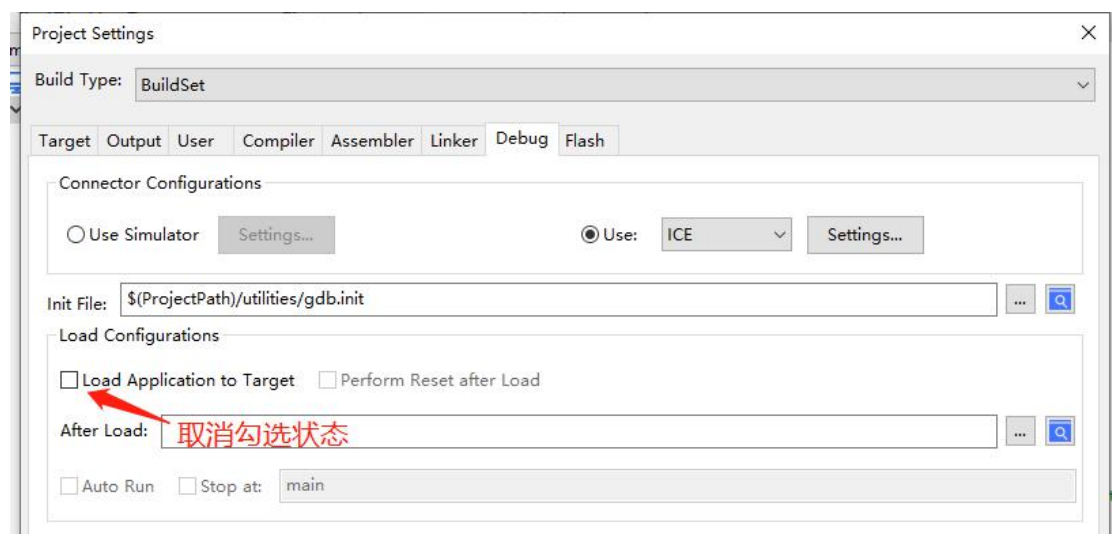 Project Settings
Build Type: BuildSet
Target Output User Compiler Assembler Linker Debug Flash
Connector Configurations
Use Simulator Settings... Use: ICE Settings...
Init File: $(ProjectPath)/utilities/gdb.init ...
Load Configurations
Load Application to Target Perform Reset after Load
After Load: 取消勾选状态 ...
Auto Run Stop at: main